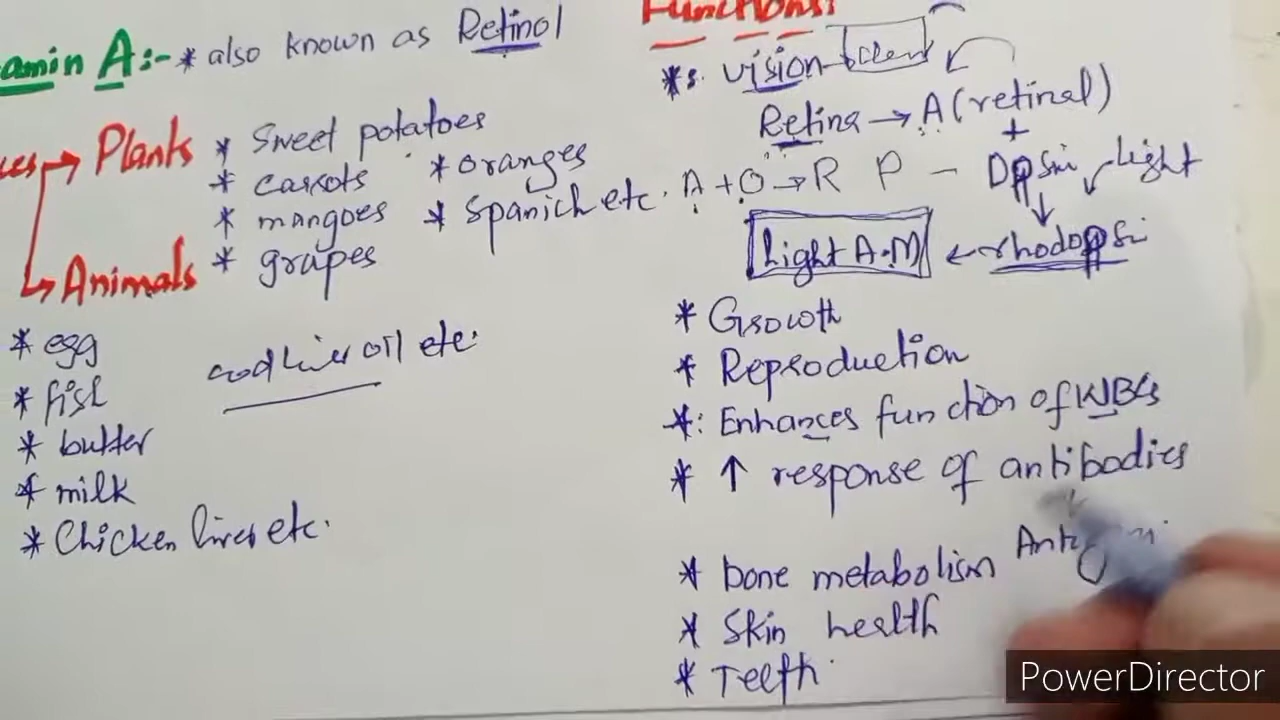 amin A:- * also known as Retinol
ces → Plants
* Sweet potatoes
* carrots
* mangoes
* grapes
* oranges
* Spanich etc.
Animals
* egg
* fish
* butter
* milk
* Chicken liver etc.
cod liver oil etc.
Functions:
*: vision
Retina → A (retinal)
+
A + O → R P - Light
Light A.M ←
* Growth
* Reproduction
*: Enhances function of WBCs
* ↑ response of antibodies
* bone metabolism
* Skin health
* Teeth
PowerDirector